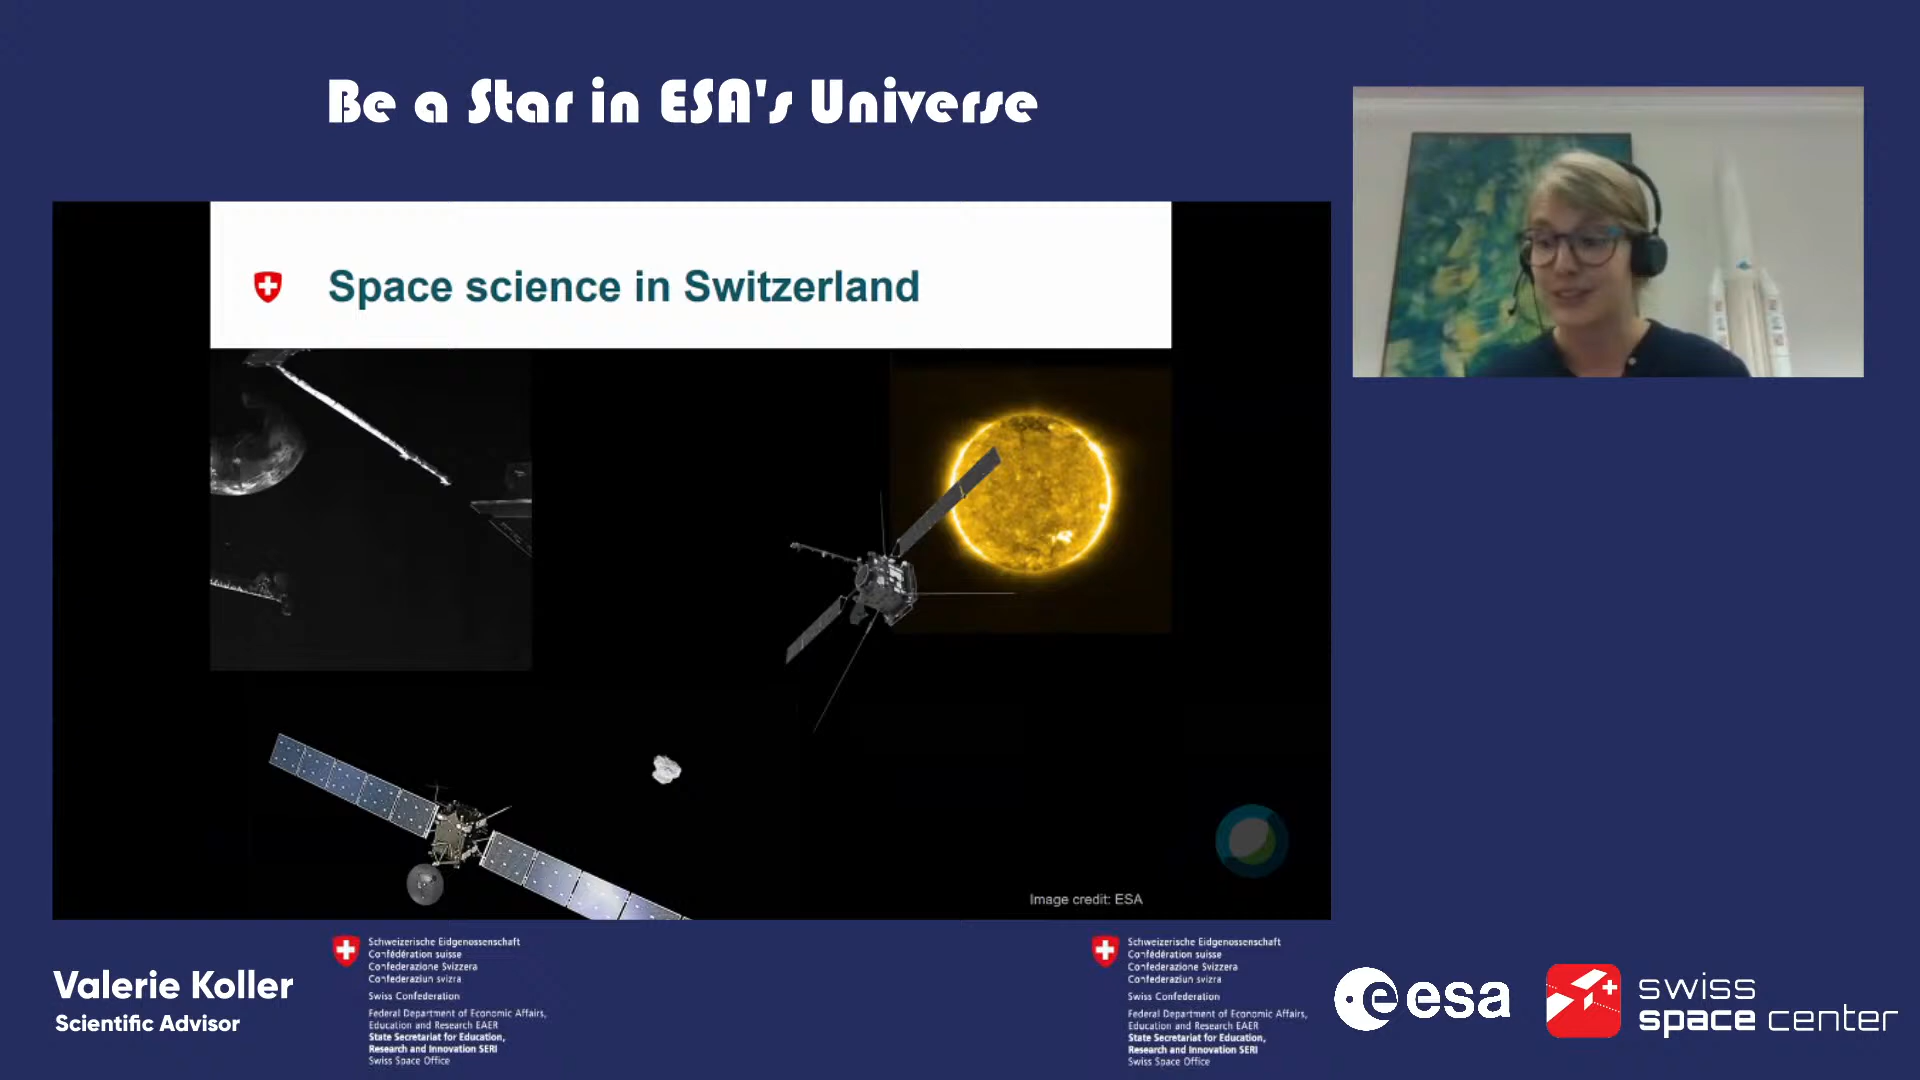 Be a Star in ESA's Universe
Space science in Switzerland
Image credit: ESA
Valerie Koller
Scientific Advisor
Schweizerische Eidgenossenschaft
Confédération suisse
Confederazione Svizzera
Confederaziun svizra
Swiss Confederation
Federal Department of Economic Affairs,
Education and Research EAER
State Secretariat for Education,
Research and Innovation SERI
Swiss Space Office
Schweizerische Eidgenossenschaft
Confédération suisse
Confederazione Svizzera
Confederaziun svizra
Swiss Confederation
Federal Department of Economic Affairs,
Education and Research EAER
State Secretariat for Education,
Research and Innovation SERI
Swiss Space Office
esa
swiss
space center